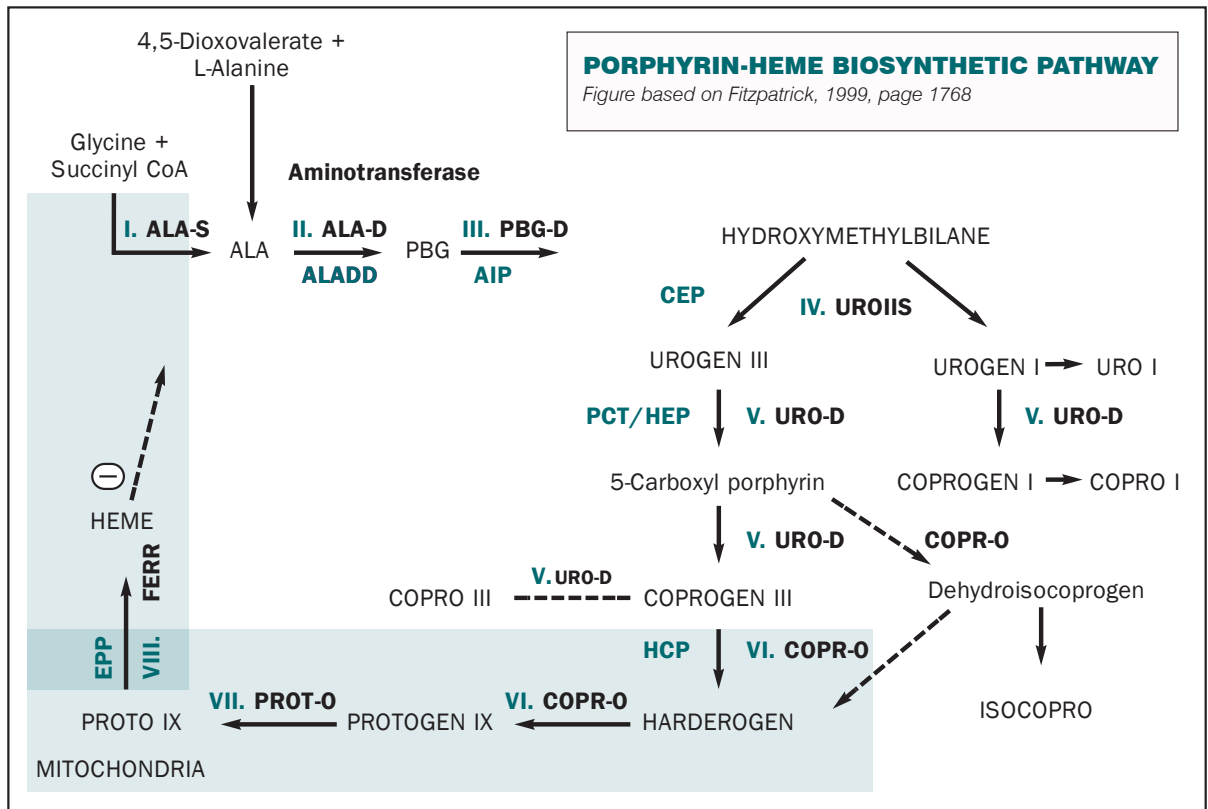 4,5-Dioxovalerate +
L-Alanine
PORPHYRIN-HEME BIOSYNTHETIC PATHWAY
Figure based on Fitzpatrick, 1999, page 1768
Glycine +
Succinyl CoA
Aminotransferase
I. ALA-S
ALA
II. ALA-D
ALADD
PBG
III. PBG-D
AIP
HYDROXYMETHYLBILANE
CEP
IV. UROIIS
UROGEN III
UROGEN I
URO I
PCT/HEP
V. URO-D
V. URO-D
5-Carboxyl porphyrin
COPROGEN I
COPRO I
HEME
V. URO-D
COPR-O
FERR
V. URO-D
COPRO III
COPROGEN III
Dehydroisocoprogen
EPP
VIII.
HCP
VI. COPR-O
VII. PROT-O
VI. COPR-O
PROTO IX
PROTOGEN IX
HARDEROGEN
ISOCOPRO
MITOCHONDRIA